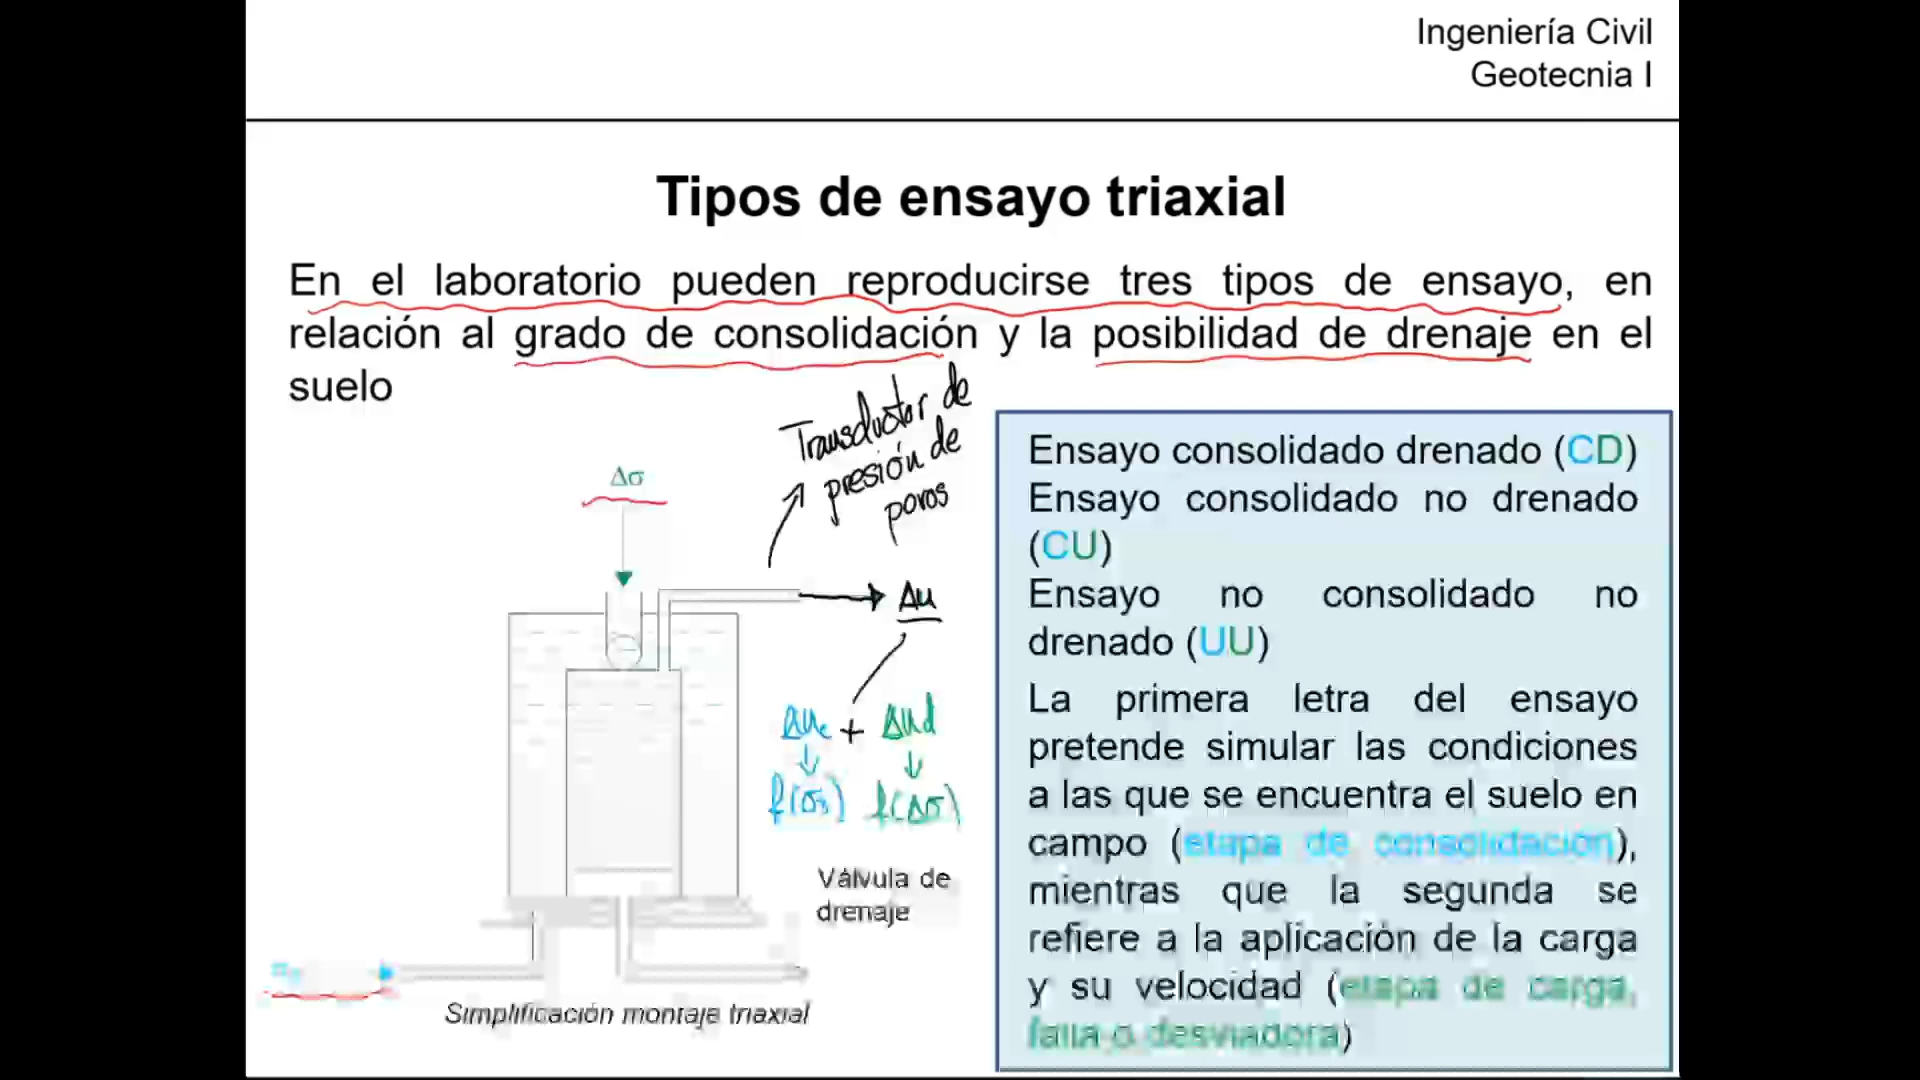 Ingeniería Civil
Geotecnia I
Tipos de ensayo triaxial
En el laboratorio pueden reproducirse tres tipos de ensayo, en
relación al grado de consolidación y la posibilidad de drenaje en el
suelo
Transductor de
presión de
poros
Δσ
Δu
Δuc + Δud
f(σ₃) f(Δσ)
Válvula de
drenaje
Simplificación montaje triaxial
Ensayo consolidado drenado (CD)
Ensayo consolidado no drenado
(CU)
Ensayo no consolidado no
drenado (UU)
La primera letra del ensayo
pretende simular las condiciones
a las que se encuentra el suelo en
campo (etapa de consolidación),
mientras que la segunda se
refiere a la aplicación de la carga
y su velocidad (etapa de carga,
falla o desviadora)